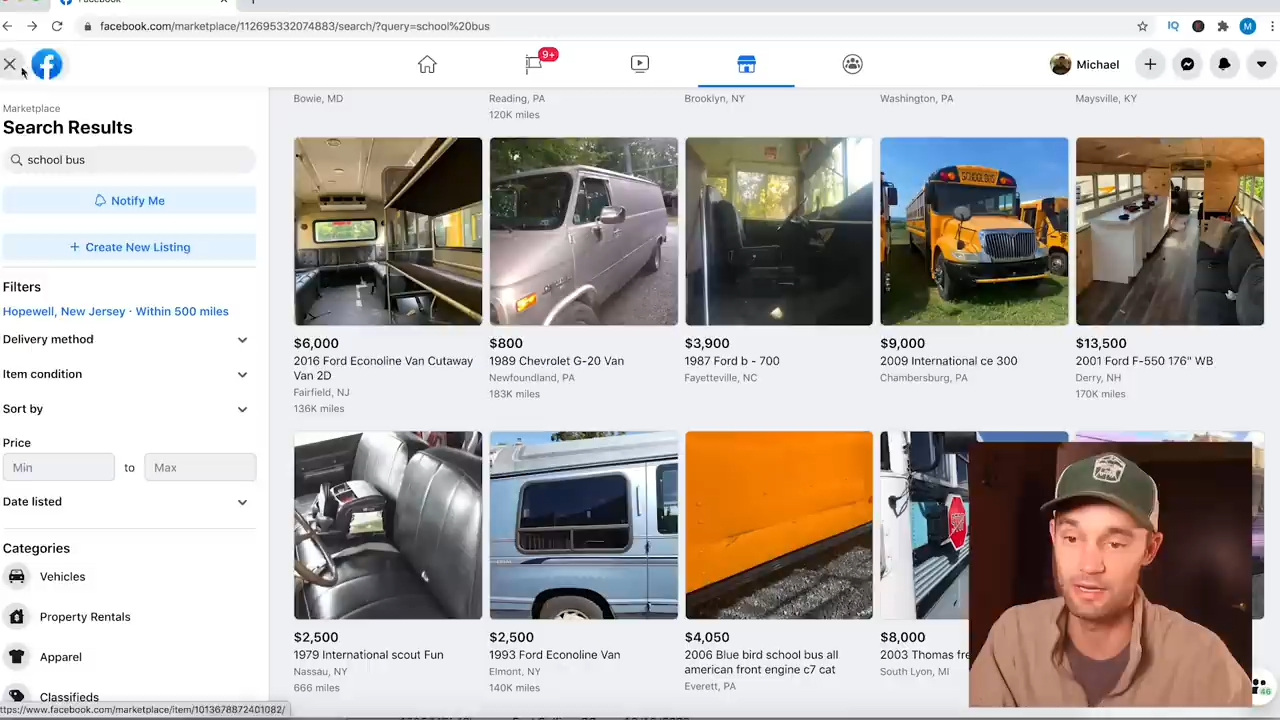 Facebook
facebook.com/marketplace/112695332074883/search/?query=school%20bus
IQ
M
9+
Michael
Marketplace
Search Results
school bus
Notify Me
+ Create New Listing
Filters
Hopewell, New Jersey · Within 500 miles
Delivery method
Item condition
Sort by
Price
Min
to
Max
Date listed
Categories
Vehicles
Property Rentals
Apparel
Classifieds
ttps://www.facebook.com/marketplace/item/1013678872401082/
Bowie, MD
Reading, PA
120K miles
Brooklyn, NY
Washington, PA
Maysville, KY
$6,000
2016 Ford Econoline Van Cutaway
Van 2D
Fairfield, NJ
136K miles
$800
1989 Chevrolet G-20 Van
Newfoundland, PA
183K miles
$3,900
1987 Ford b - 700
Fayetteville, NC
SCHOOL BUS
$9,000
2009 International ce 300
Chambersburg, PA
$13,500
2001 Ford F-550 176" WB
Derry, NH
170K miles
$2,500
1979 International scout Fun
Nassau, NY
666 miles
$2,500
1993 Ford Econoline Van
Elmont, NY
140K miles
$4,050
2006 Blue bird school bus all
american front engine c7 cat
Everett, PA
STOP
$8,000
2003 Thomas fre
South Lyon, MI
46